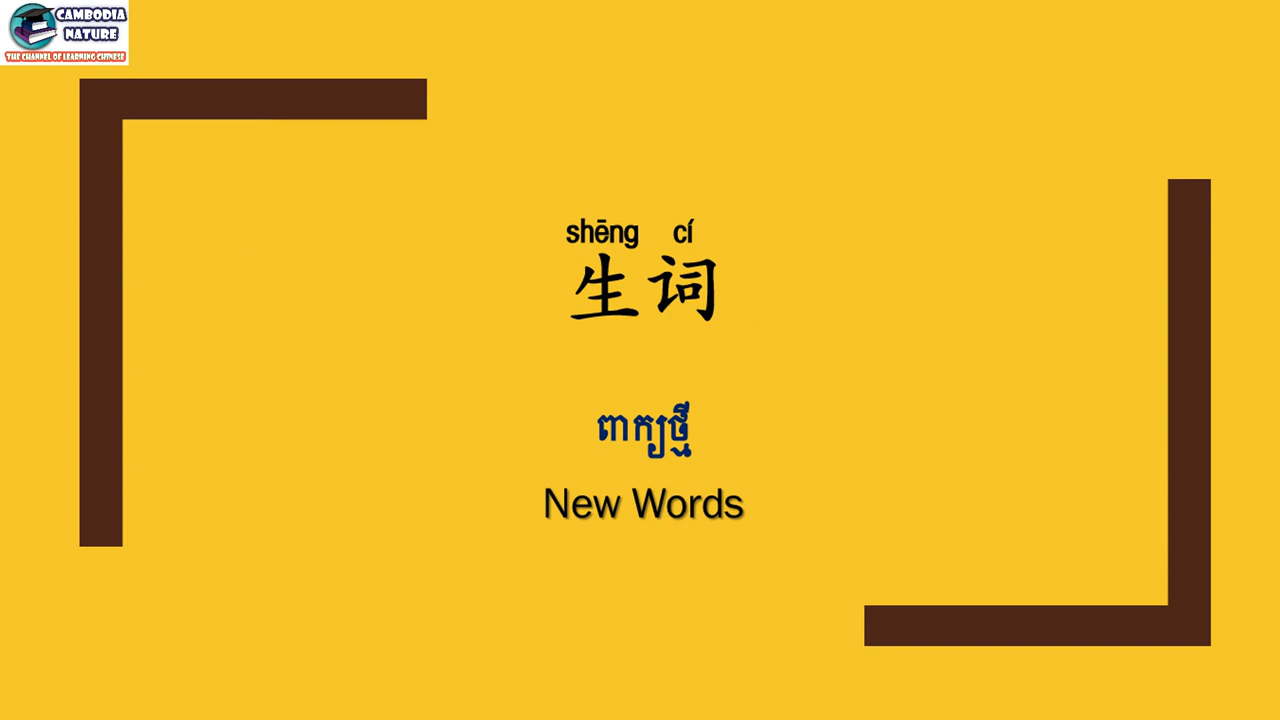 CAMBODIA
NATURE
THE CHANNEL OF LEARNING CHINESE
shēng cí
生词
ពាក្យថ្មី
New Words